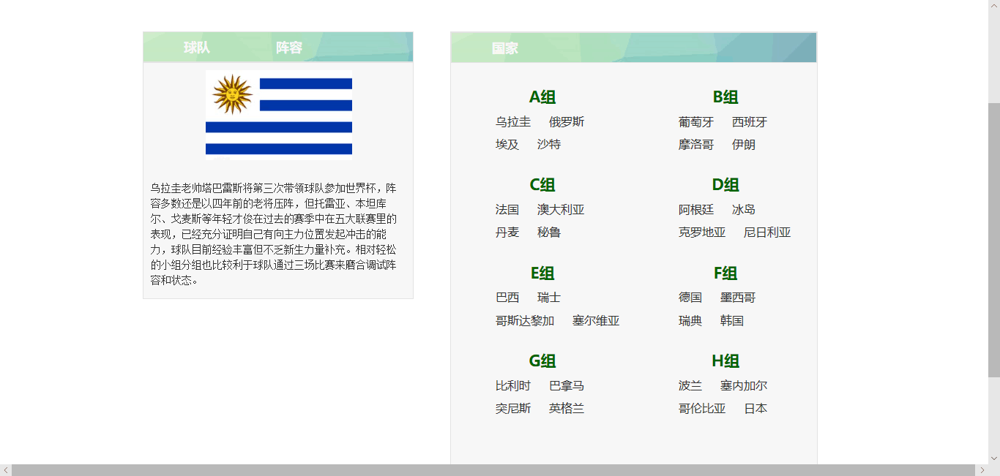 球队 阵容
乌拉圭老帅塔巴雷斯将第三次带领球队参加世界杯，阵
容多数还是以四年前的老将压阵，但托雷亚、本坦库
尔、戈麦斯等年轻才俊在过去的赛季中在五大联赛里的
表现，已经充分证明自己有向主力位置发起冲击的能
力，球队目前经验丰富但不乏新生力量补充。相对轻松
的小组分组也比较利于球队通过三场比赛来磨合调试阵
容和状态。
国家
A组
乌拉圭 俄罗斯
埃及 沙特
B组
葡萄牙 西班牙
摩洛哥 伊朗
C组
法国 澳大利亚
丹麦 秘鲁
D组
阿根廷 冰岛
克罗地亚 尼日利亚
E组
巴西 瑞士
哥斯达黎加 塞尔维亚
F组
德国 墨西哥
瑞典 韩国
G组
比利时 巴拿马
突尼斯 英格兰
H组
波兰 塞内加尔
哥伦比亚 日本